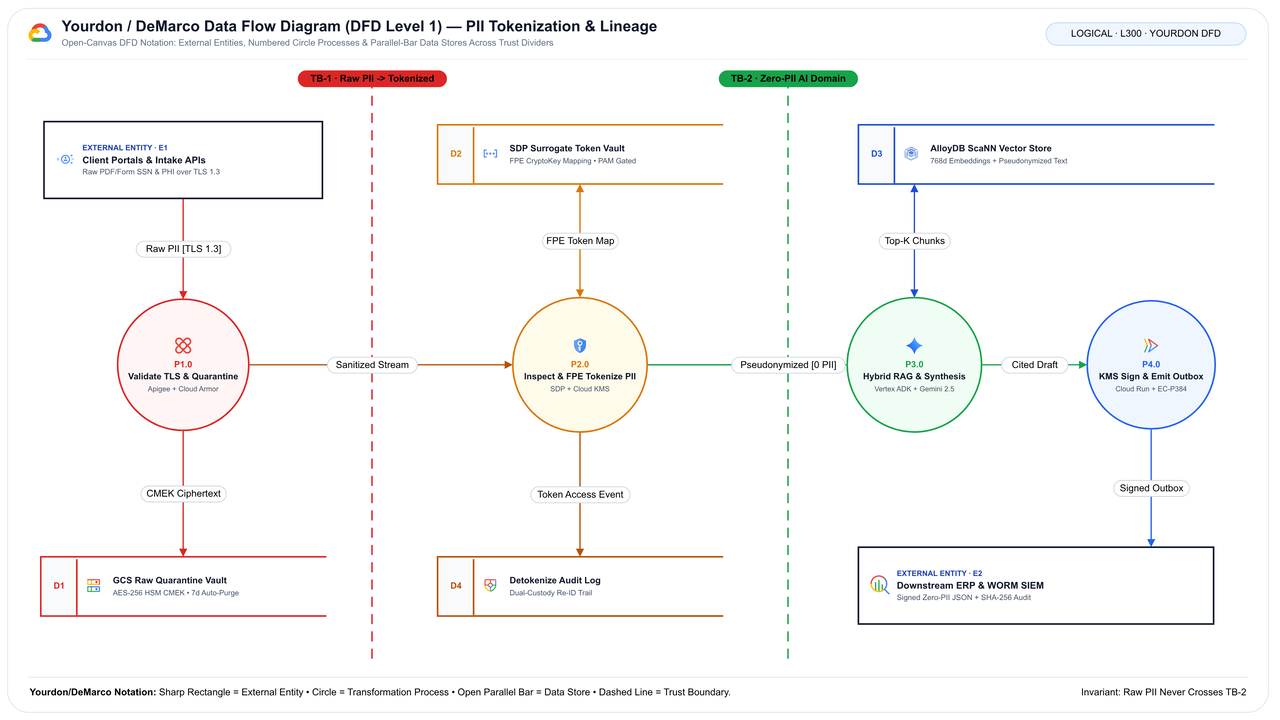 Yourdon / DeMarco Data Flow Diagram (DFD Level 1) — PII Tokenization & Lineage
Open-Canvas DFD Notation: External Entities, Numbered Circle Processes & Parallel-Bar Data Stores Across Trust Dividers
LOGICAL · L300 · YOURDON DFD
TB-1 · Raw PII -> Tokenized
TB-2 · Zero-PII AI Domain
EXTERNAL ENTITY · E1
Client Portals & Intake APIs
Raw PDF/Form SSN & PHI over TLS 1.3
D2
SDP Surrogate Token Vault
FPE CryptoKey Mapping • PAM Gated
D3
AlloyDB ScaNN Vector Store
768d Embeddings + Pseudonymized Text
Raw PII [TLS 1.3]
FPE Token Map
Top-K Chunks
P1.0
Validate TLS & Quarantine
Apigee + Cloud Armor
Sanitized Stream
P2.0
Inspect & FPE Tokenize PII
SDP + Cloud KMS
Pseudonymized [0 PII]
P3.0
Hybrid RAG & Synthesis
Vertex ADK + Gemini 2.5
Cited Draft
P4.0
KMS Sign & Emit Outbox
Cloud Run + EC-P384
CMEK Ciphertext
Token Access Event
Signed Outbox
D1
GCS Raw Quarantine Vault
AES-256 HSM CMEK • 7d Auto-Purge
D4
Detokenize Audit Log
Dual-Custody Re-ID Trail
EXTERNAL ENTITY · E2
Downstream ERP & WORM SIEM
Signed Zero-PII JSON + SHA-256 Audit
Yourdon/DeMarco Notation: Sharp Rectangle = External Entity • Circle = Transformation Process • Open Parallel Bar = Data Store • Dashed Line = Trust Boundary.
Invariant: Raw PII Never Crosses TB-2